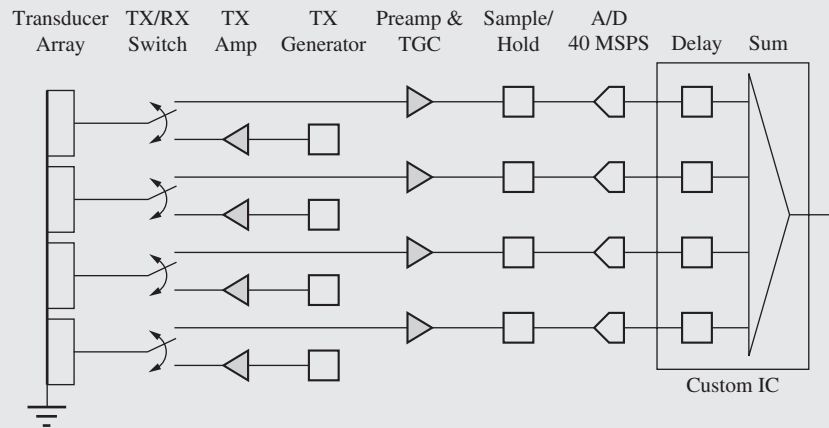 Transducer TX/RX TX TX Preamp & Sample/ A/D
Array Switch Amp Generator TGC Hold 40 MSPS Delay Sum
Custom IC